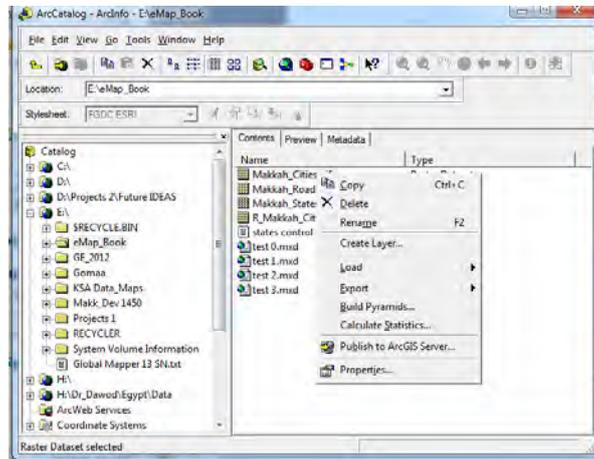 ArcCatalog - ArcInfo - E:\eMap_Book
File Edit View Go Tools Window Help
Location: E:\eMap_Book
Stylesheet: FGDC ESRI
Contents Preview Metadata
Catalog
C:\
D:\
D:\Projects 2\Future IDEAS
E:\
$RECYCLE.BIN
eMap_Book
GE_2012
Gomaa
KSA Data_Maps
Makk_Dev 1450
Projects 1
RECYCLER
System Volume Information
Global Mapper 13 SN.txt
H:\
H:\Dr_Dawod\Egypt\Data
ArcWeb Services
Coordinate Systems
Name Type
Makkah_Cities
Makkah_Road
Makkah_State
R_Makkah_Cit
states control
test 0.mxd
test 1.mxd
test 2.mxd
test 3.mxd
Copy Ctrl+C
Delete
Rename F2
Create Layer...
Load
Export
Build Pyramids...
Calculate Statistics...
Publish to ArcGIS Server...
Properties...
Raster Dataset selected